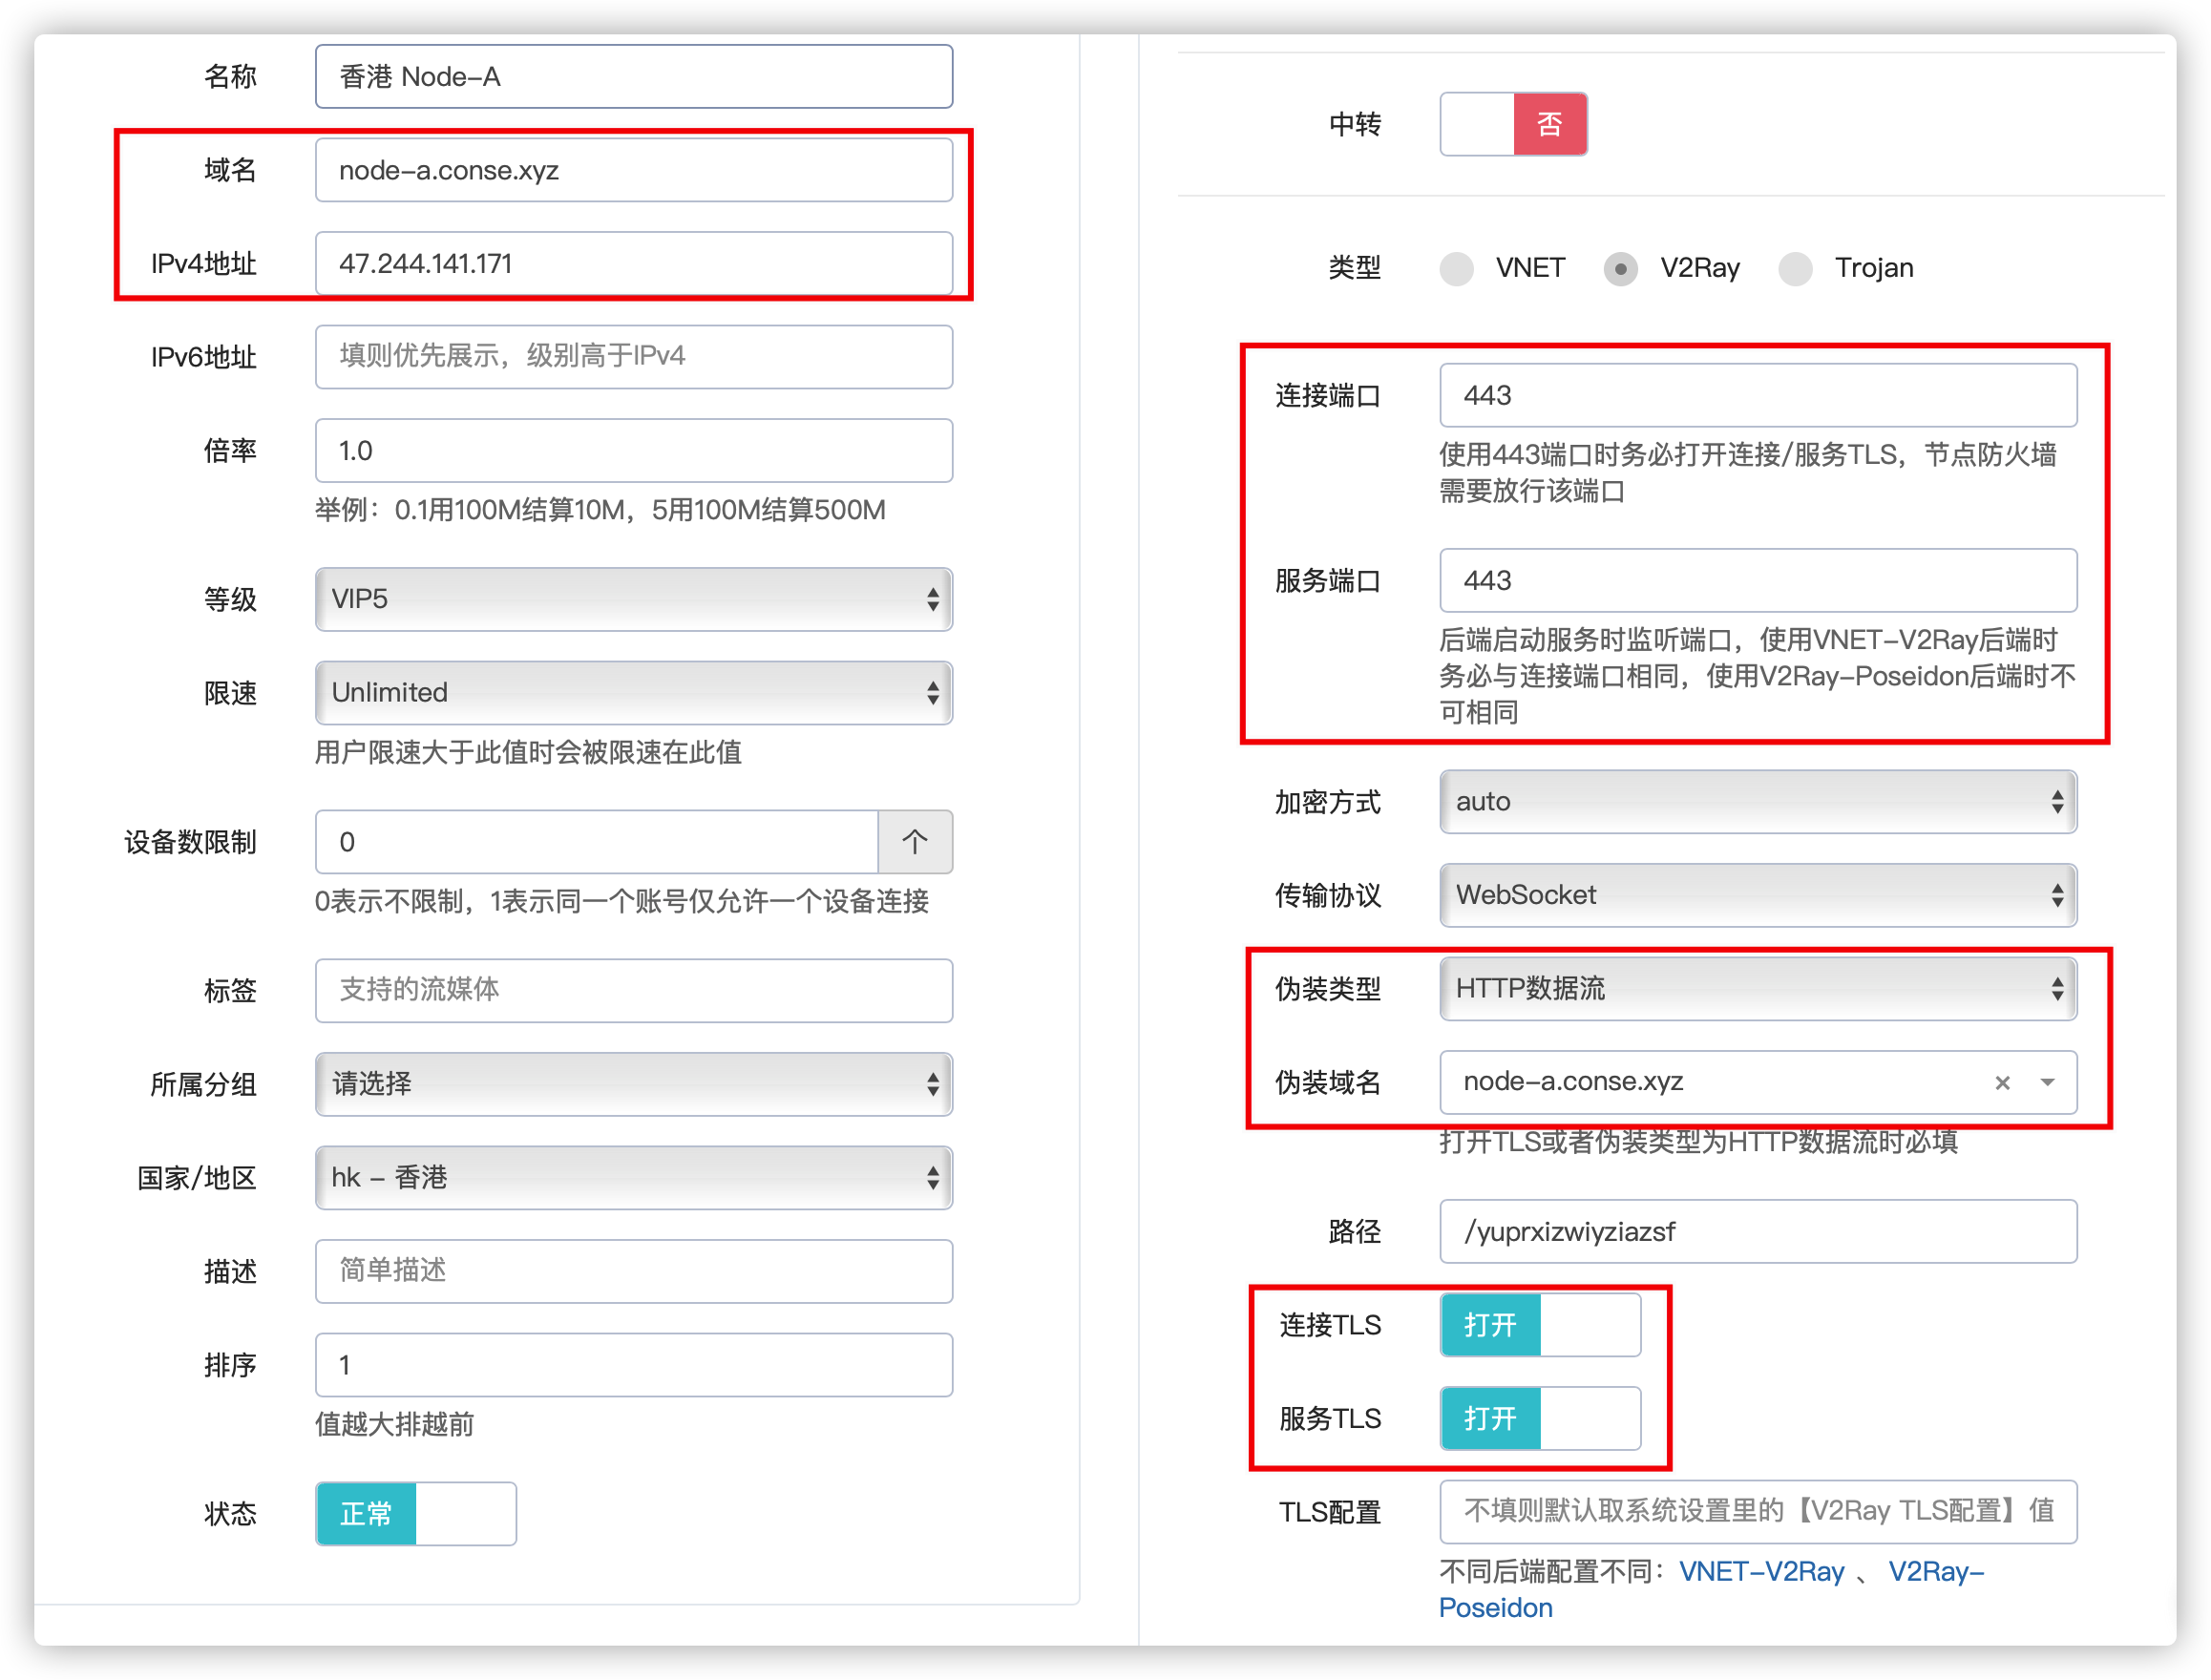 名称
香港 Node-A
域名
node-a.conse.xyz
IPv4地址
47.244.141.171
IPv6地址
填则优先展示，级别高于IPv4
倍率
1.0
举例：0.1用100M结算10M，5用100M结算500M
等级
VIP5
限速
Unlimited
用户限速大于此值时会被限速在此值
设备数限制
0
个
0表示不限制，1表示同一个账号仅允许一个设备连接
标签
支持的流媒体
所属分组
请选择
国家/地区
hk - 香港
描述
简单描述
排序
1
值越大排越前
状态
正常
中转
否
类型
VNET
V2Ray
Trojan
连接端口
443
使用443端口时务必打开连接/服务TLS，节点防火墙
需要放行该端口
服务端口
443
后端启动服务时监听端口，使用VNET-V2Ray后端时
务必与连接端口相同，使用V2Ray-Poseidon后端时不
可相同
加密方式
auto
传输协议
WebSocket
伪装类型
HTTP数据流
伪装域名
node-a.conse.xyz
打开TLS或者伪装类型为HTTP数据流时必填
路径
/yuprxizwiyziazsf
连接TLS
打开
服务TLS
打开
TLS配置
不填则默认取系统设置里的【V2Ray TLS配置】值
不同后端配置不同：VNET-V2Ray 、 V2Ray-
Poseidon